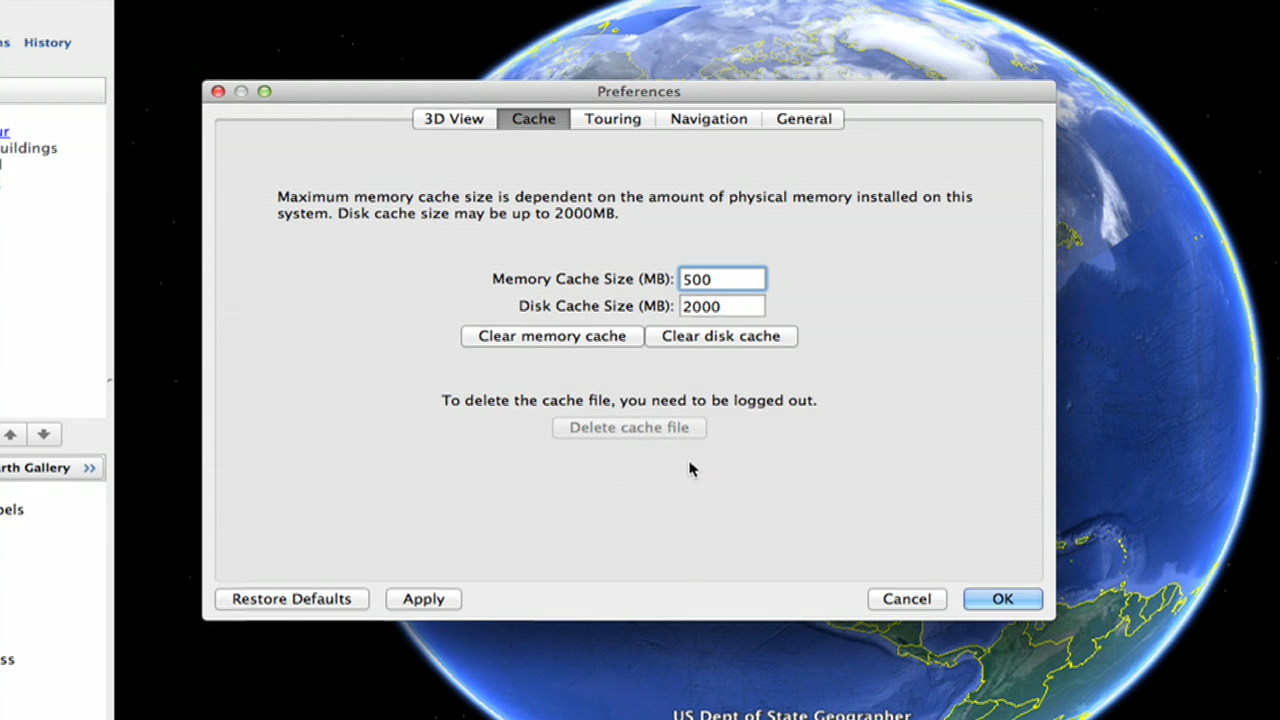 History
Preferences
3D View Cache Touring Navigation General
Maximum memory cache size is dependent on the amount of physical memory installed on this
system. Disk cache size may be up to 2000MB.
Memory Cache Size (MB): 500
Disk Cache Size (MB): 2000
Clear memory cache Clear disk cache
To delete the cache file, you need to be logged out.
Delete cache file
Restore Defaults Apply Cancel OK
ur
uildings
rth Gallery >>
pels
ss
US Dept of State Geographer